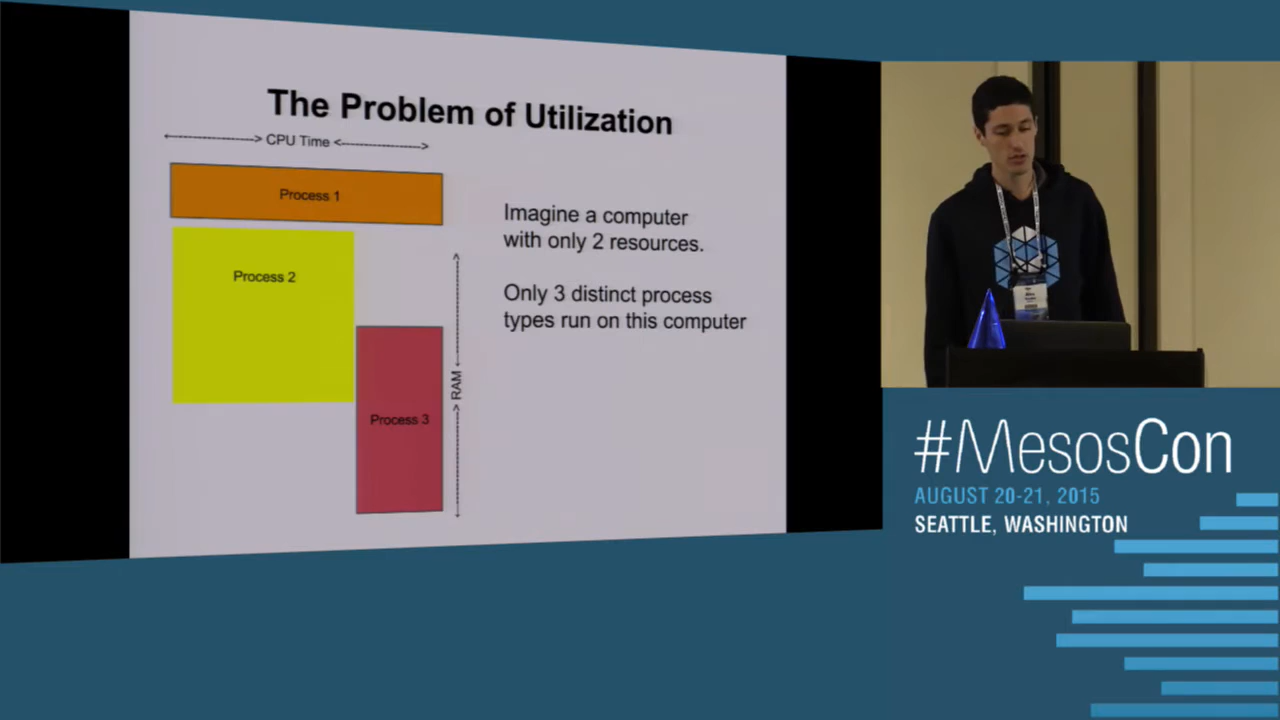 The Problem of Utilization
<--------------> CPU Time <-------------->
Process 1
Process 2
Process 3
<--------------> RAM <-------------->
Imagine a computer
with only 2 resources.
Only 3 distinct process
types run on this computer
#MesosCon
AUGUST 20-21, 2015
SEATTLE, WASHINGTON